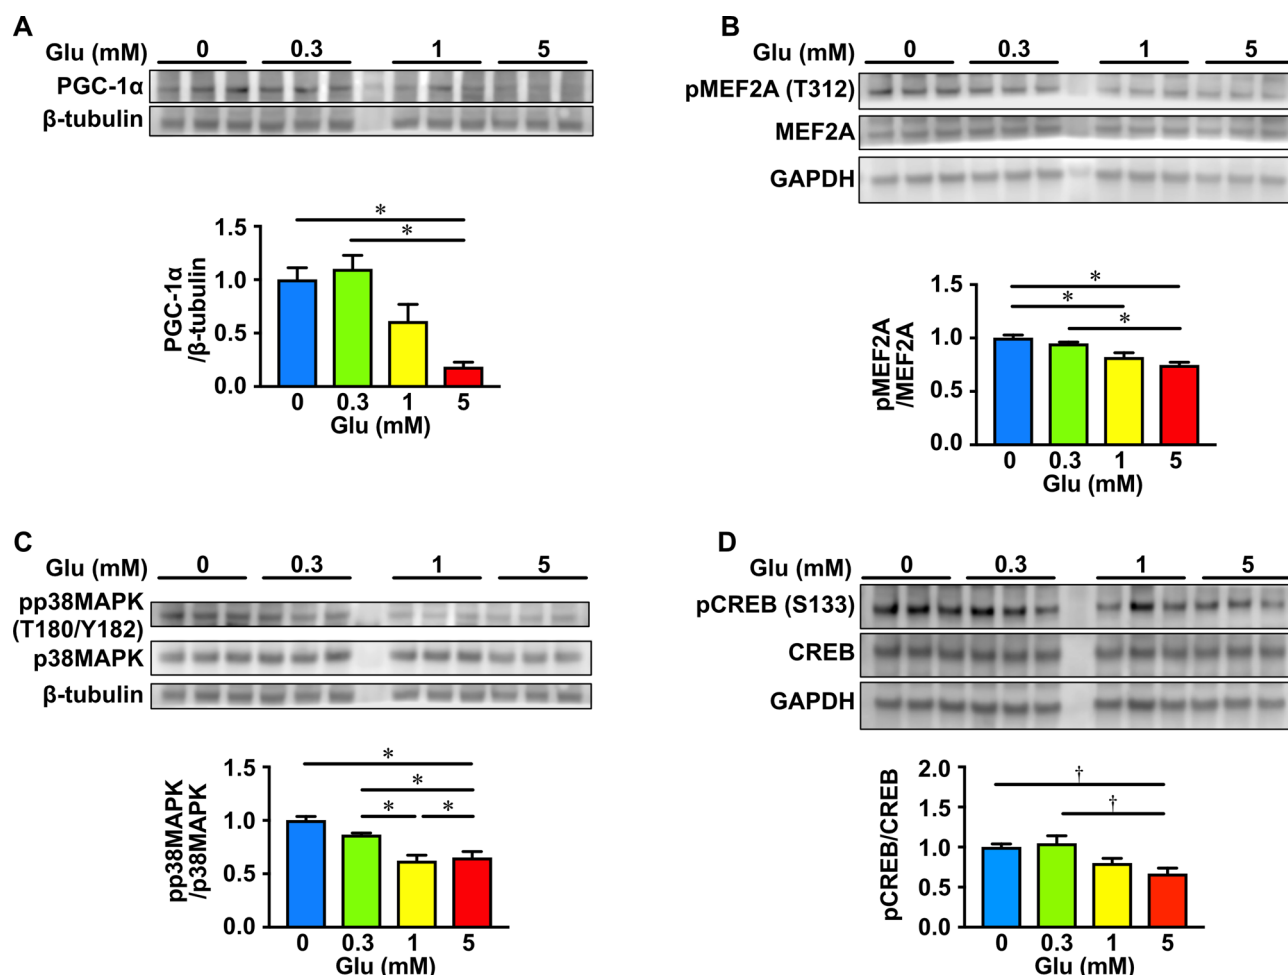 A
Glu (mM) 0 0.3 1 5
PGC-1α
β-tubulin
* 
*
1.5
1.0
0.5
0.0
PGC-1α
/β-tubulin
0 0.3 1 5
Glu (mM)
B
Glu (mM) 0 0.3 1 5
pMEF2A (T312)
MEF2A
GAPDH
*
*
*
1.5
1.0
0.5
0.0
pMEF2A
/MEF2A
0 0.3 1 5
Glu (mM)
C
Glu (mM) 0 0.3 1 5
pp38MAPK
(T180/Y182)
p38MAPK
β-tubulin
*
*
* *
1.5
1.0
0.5
0.0
pp38MAPK
/p38MAPK
0 0.3 1 5
Glu (mM)
D
Glu (mM) 0 0.3 1 5
pCREB (S133)
CREB
GAPDH
†
†
2.0
1.5
1.0
0.5
0.0
pCREB/CREB
0 0.3 1 5
Glu (mM)